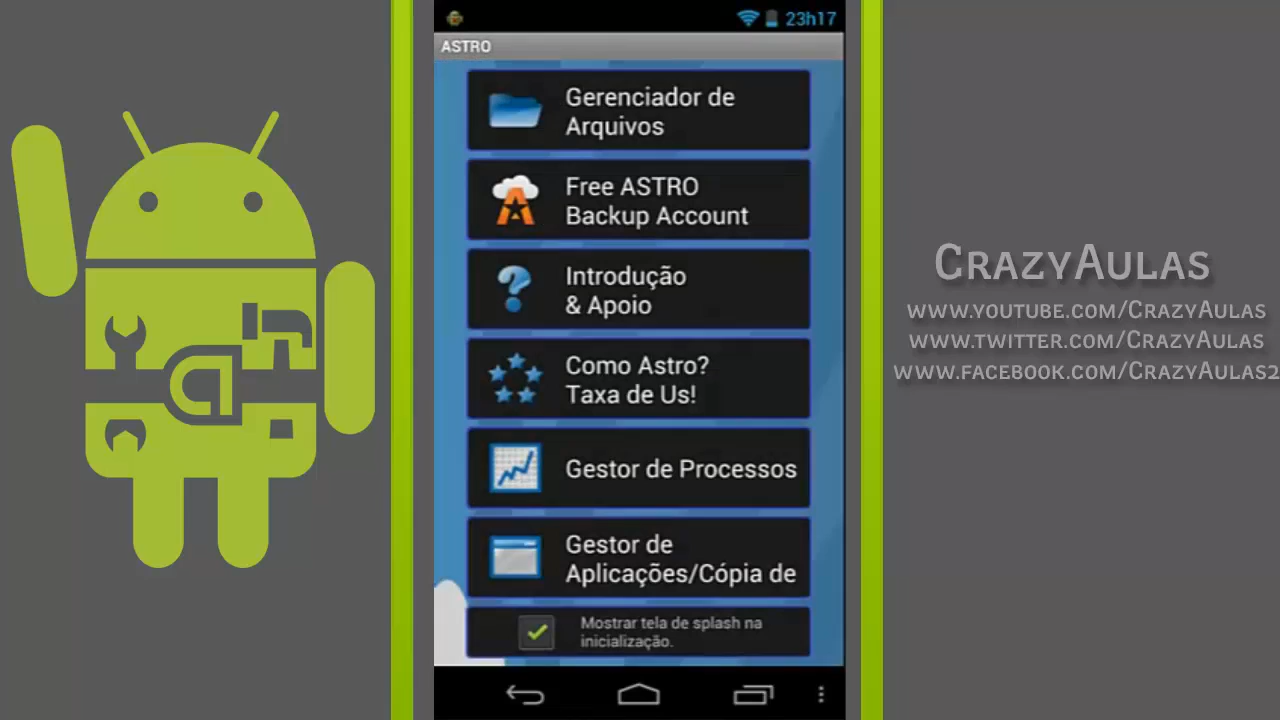 23h17
ASTRO
Gerenciador de
Arquivos
Free ASTRO
Backup Account
Introdução
& Apoio
Como Astro?
Taxa de Us!
Gestor de Processos
Gestor de
Aplicações/Cópia de
Mostrar tela de splash na
inicialização.
CrazyAulas
www.youtube.com/CrazyAulas
www.twitter.com/CrazyAulas
www.facebook.com/CrazyAulas2